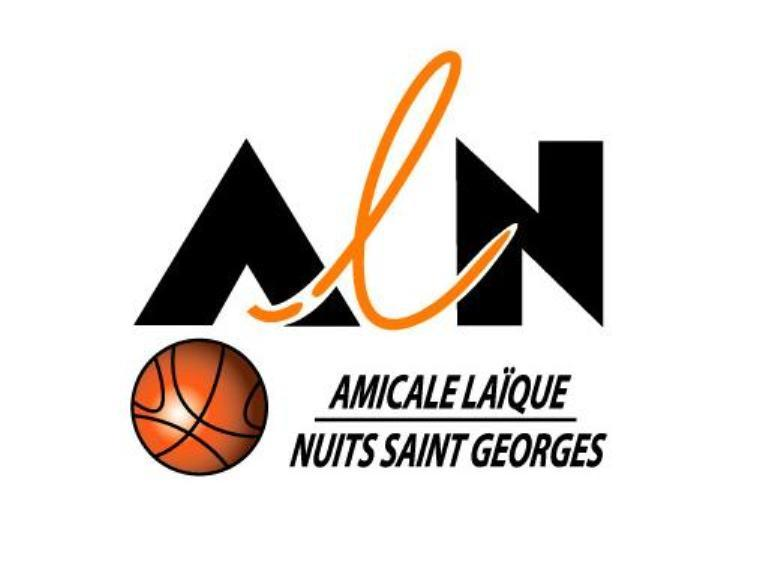 AlN
AMICALE LAÏQUE
NUITS SAINT GEORGES